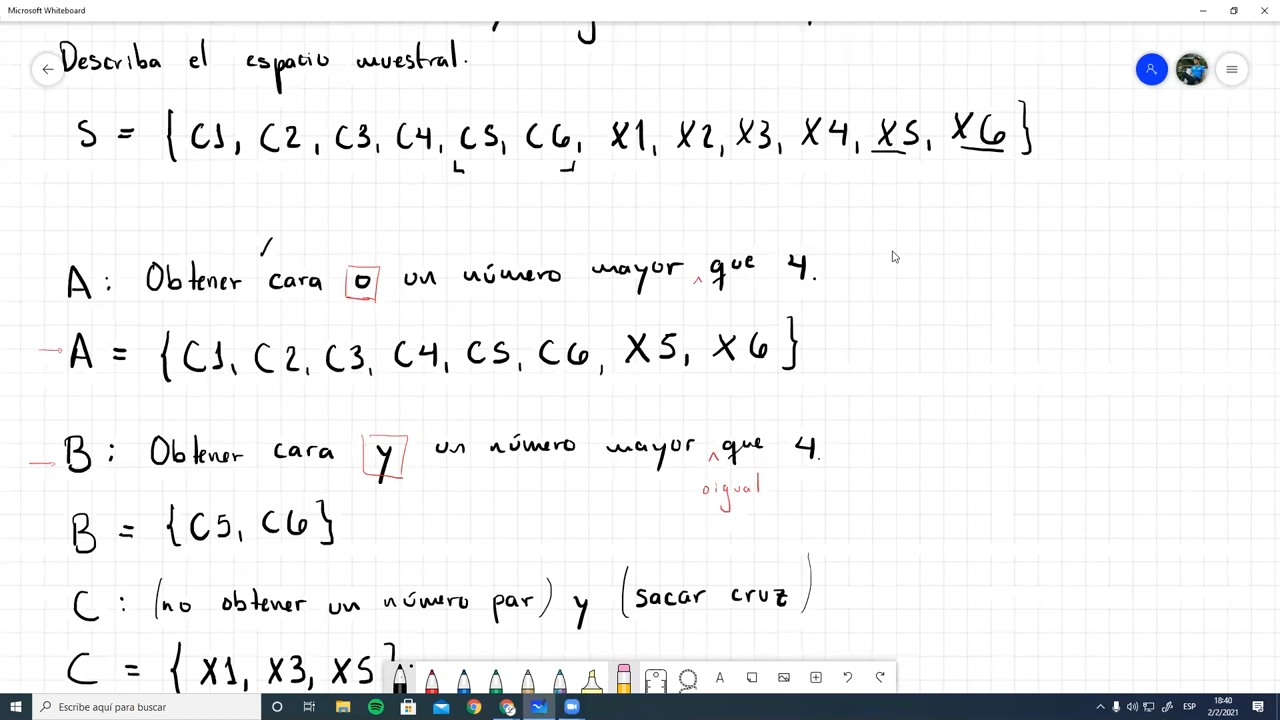 Microsoft Whiteboard
Describa el espacio muestral.
S = { C1, C2, C3, C4, C5, C6, X1, X2, X3, X4, X5, X6 }
A : Obtener cara o un número mayor ^ que 4.
→ A = { C1, C2, C3, C4, C5, C6, X5, X6 }
→ B : Obtener cara y un número mayor ^ que 4.
o igual
B = { C5, C6 }
C : (no obtener un número par) y (sacar cruz)
C = { X1, X3, X5 }.
A
Escribe aquí para buscar
ESP
18:40
2/2/2021